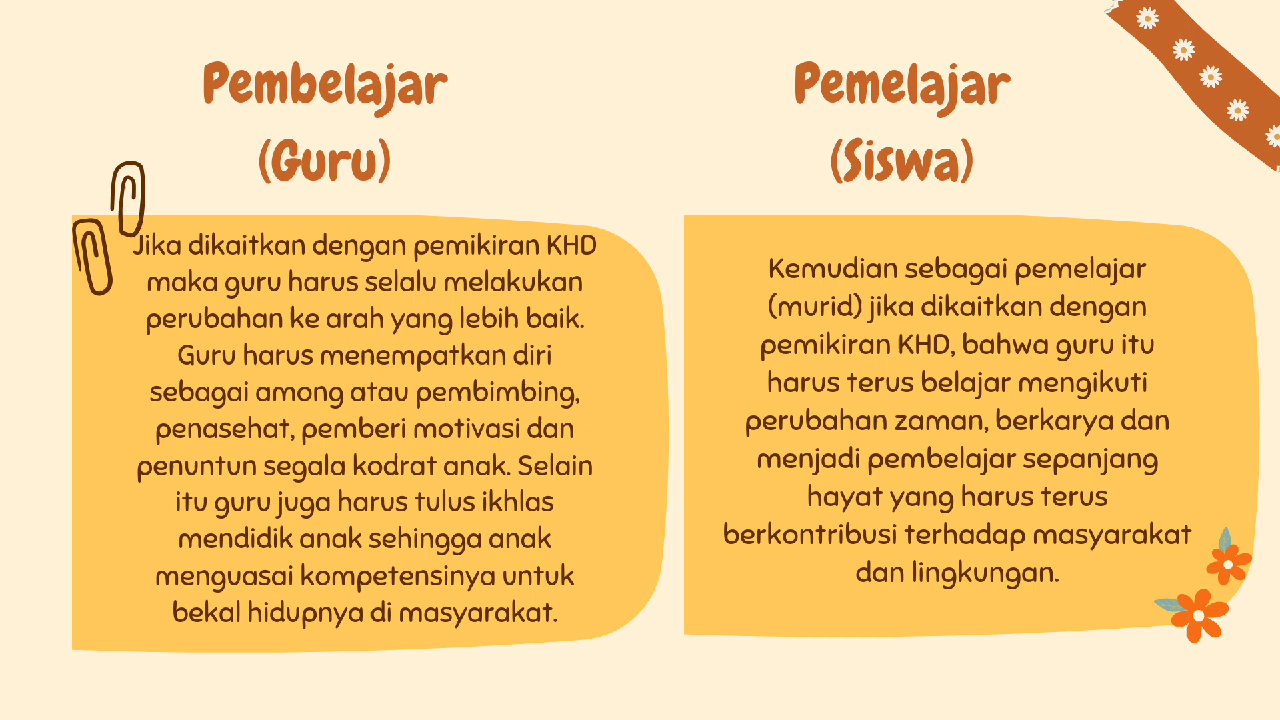 Pembelajar
(Guru)
Jika dikaitkan dengan pemikiran KHD
maka guru harus selalu melakukan
perubahan ke arah yang lebih baik.
Guru harus menempatkan diri
sebagai among atau pembimbing,
penasehat, pemberi motivasi dan
penuntun segala kodrat anak. Selain
itu guru juga harus tulus ikhlas
mendidik anak sehingga anak
menguasai kompetensinya untuk
bekal hidupnya di masyarakat.
Pemelajar
(Siswa)
Kemudian sebagai pemelajar
(murid) jika dikaitkan dengan
pemikiran KHD, bahwa guru itu
harus terus belajar mengikuti
perubahan zaman, berkarya dan
menjadi pembelajar sepanjang
hayat yang harus terus
berkontribusi terhadap masyarakat
dan lingkungan.